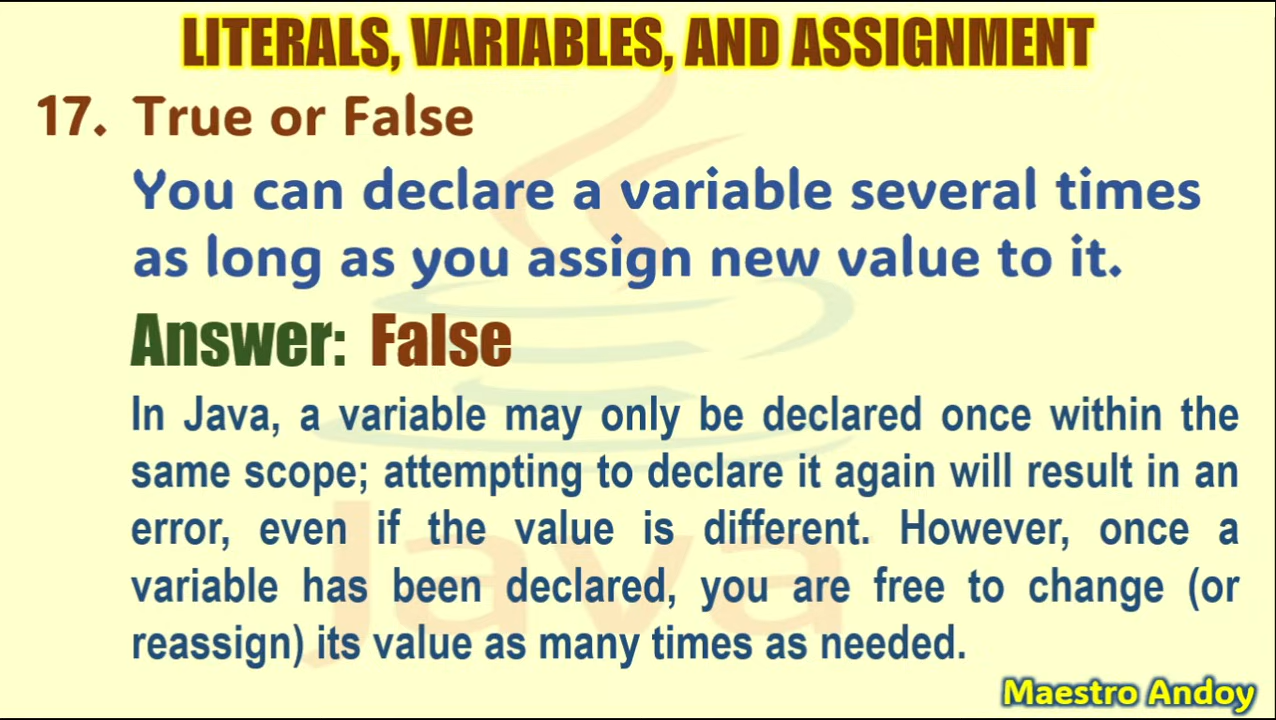 LITERALS, VARIABLES, AND ASSIGNMENT
17. True or False
You can declare a variable several times
as long as you assign new value to it.
Answer: False
In Java, a variable may only be declared once within the
same scope; attempting to declare it again will result in an
error, even if the value is different. However, once a
variable has been declared, you are free to change (or
reassign) its value as many times as needed.
Java
Maestro Andoy